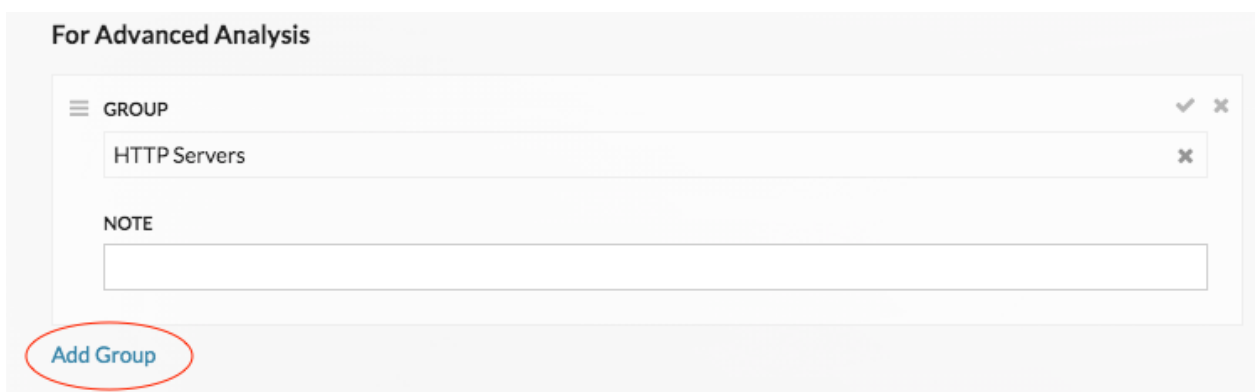 For Advanced Analysis
GROUP
HTTP Servers
NOTE
Add Group